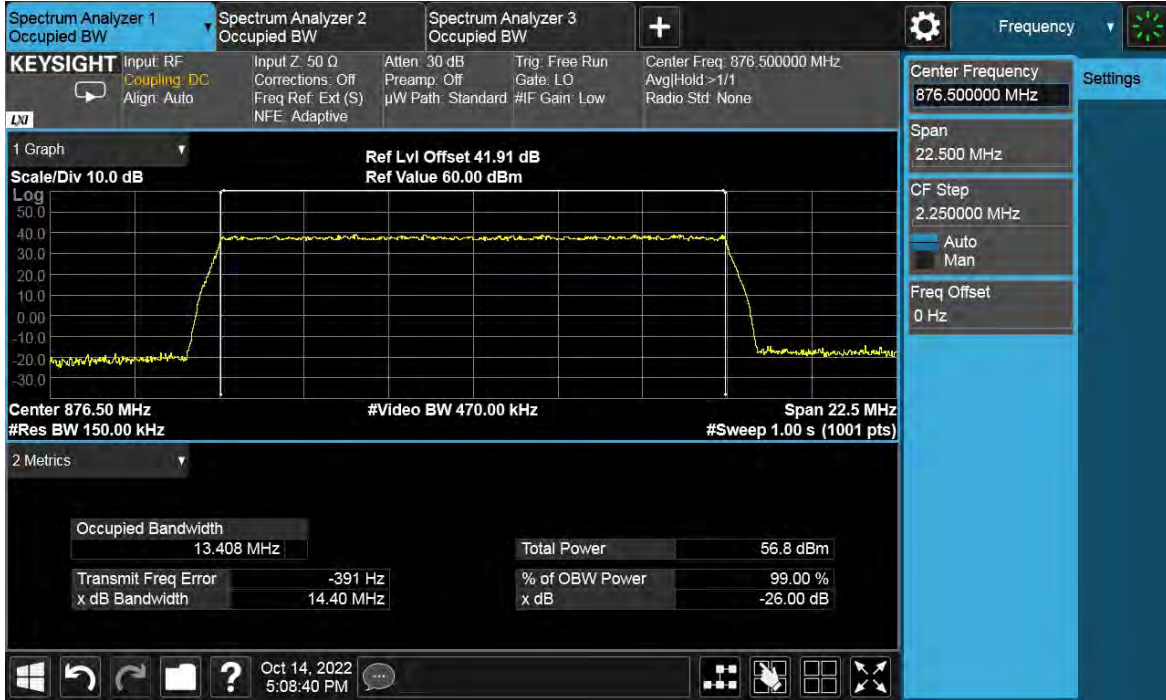 Spectrum Analyzer 1
Occupied BW
Spectrum Analyzer 2
Occupied BW
Spectrum Analyzer 3
Occupied BW
Frequency
KEYSIGHT
LXI
Input: RF
Coupling: DC
Align: Auto
Input Z: 50 Ω
Corrections: Off
Freq Ref: Ext (S)
NFE: Adaptive
Atten: 30 dB
Preamp: Off
µW Path: Standard
Trig: Free Run
Gate: LO
#IF Gain: Low
Center Freq: 876.500000 MHz
Avg|Hold:>1/1
Radio Std: None
Center Frequency
876.500000 MHz
Settings
Span
22.500 MHz
CF Step
2.250000 MHz
Auto
Man
Freq Offset
0 Hz
1 Graph
Scale/Div 10.0 dB
Ref Lvl Offset 41.91 dB
Ref Value 60.00 dBm
Log
50.0
40.0
30.0
20.0
10.0
0.00
-10.0
-20.0
-30.0
Center 876.50 MHz
#Res BW 150.00 kHz
#Video BW 470.00 kHz
Span 22.5 MHz
#Sweep 1.00 s (1001 pts)
2 Metrics
Occupied Bandwidth
13.408 MHz
Total Power 56.8 dBm
Transmit Freq Error -391 Hz
% of OBW Power 99.00 %
x dB Bandwidth 14.40 MHz
x dB -26.00 dB
?
Oct 14, 2022
5:08:40 PM